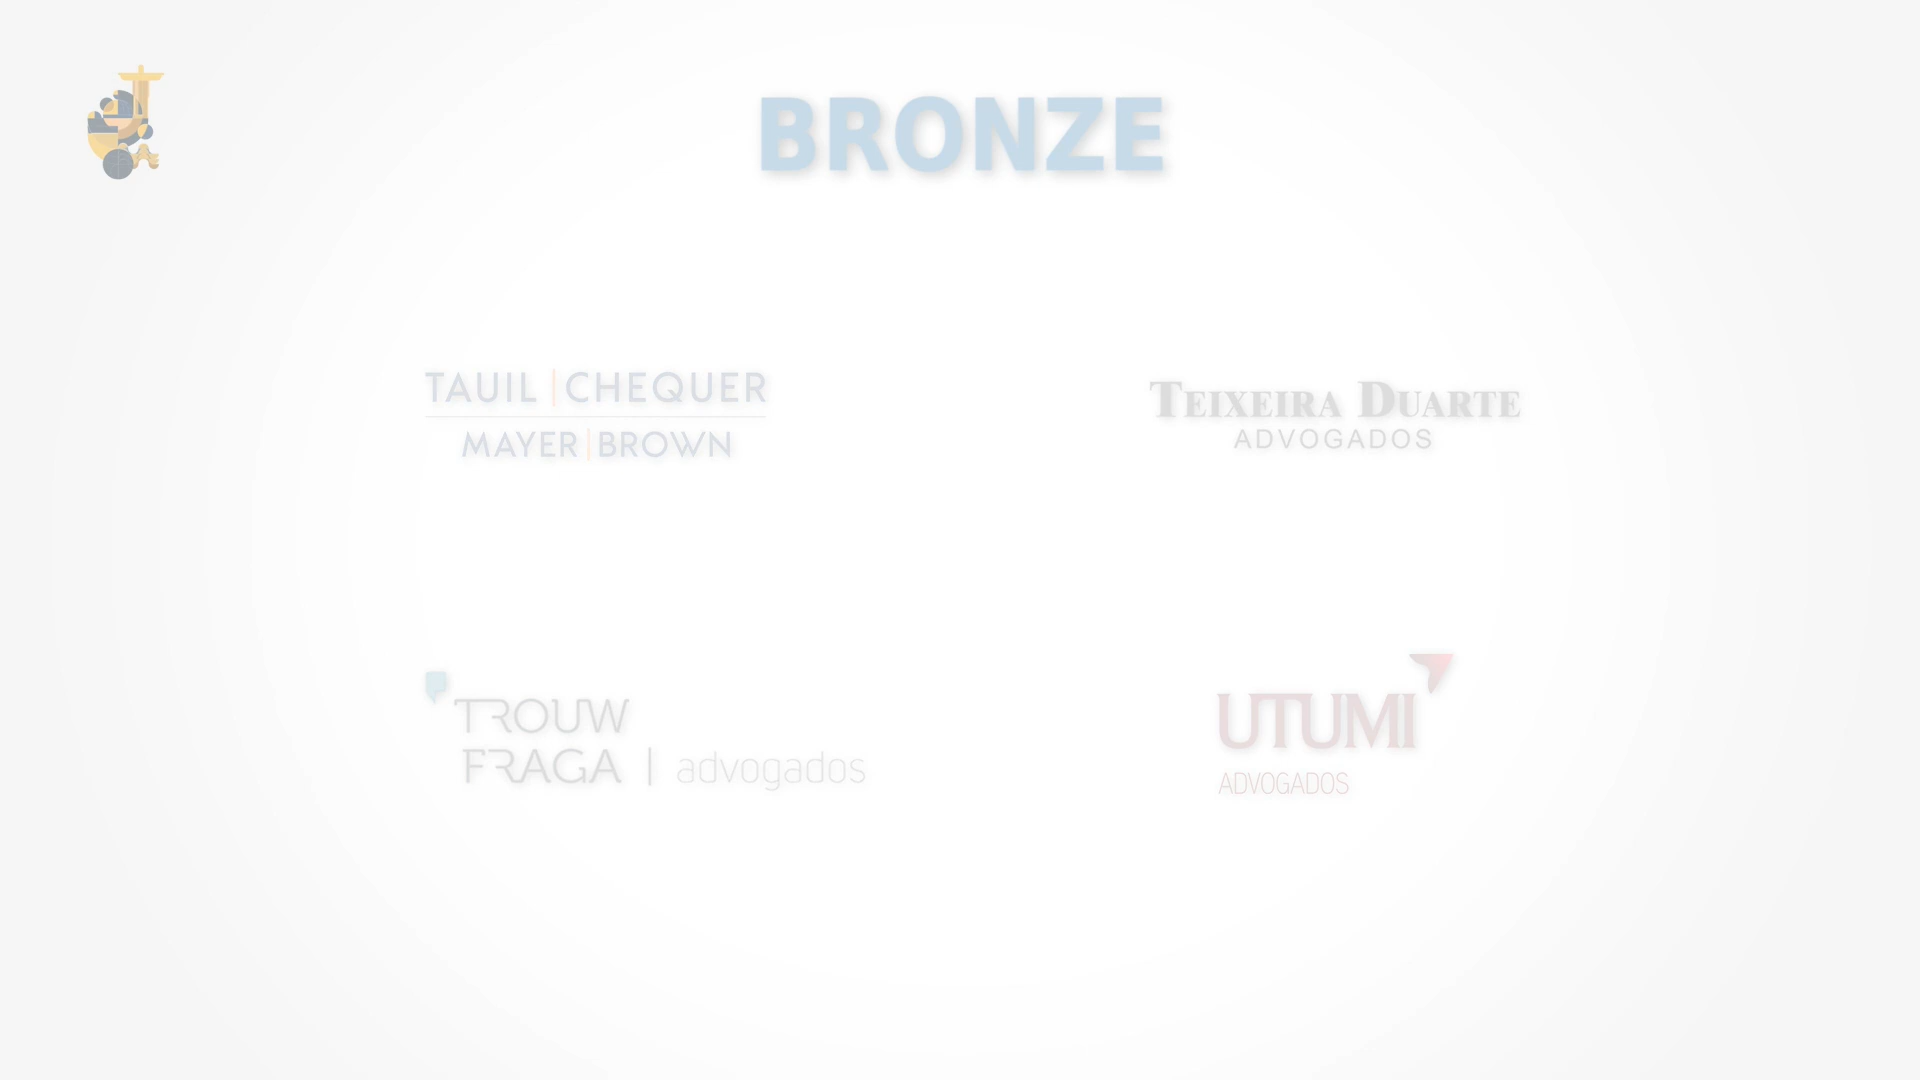 BRONZE
TAUIL | CHEQUER
MAYER | BROWN
TEIXEIRA DUARTE
ADVOGADOS
TROUW
FRAGA | advogados
UTUMI
ADVOGADOS